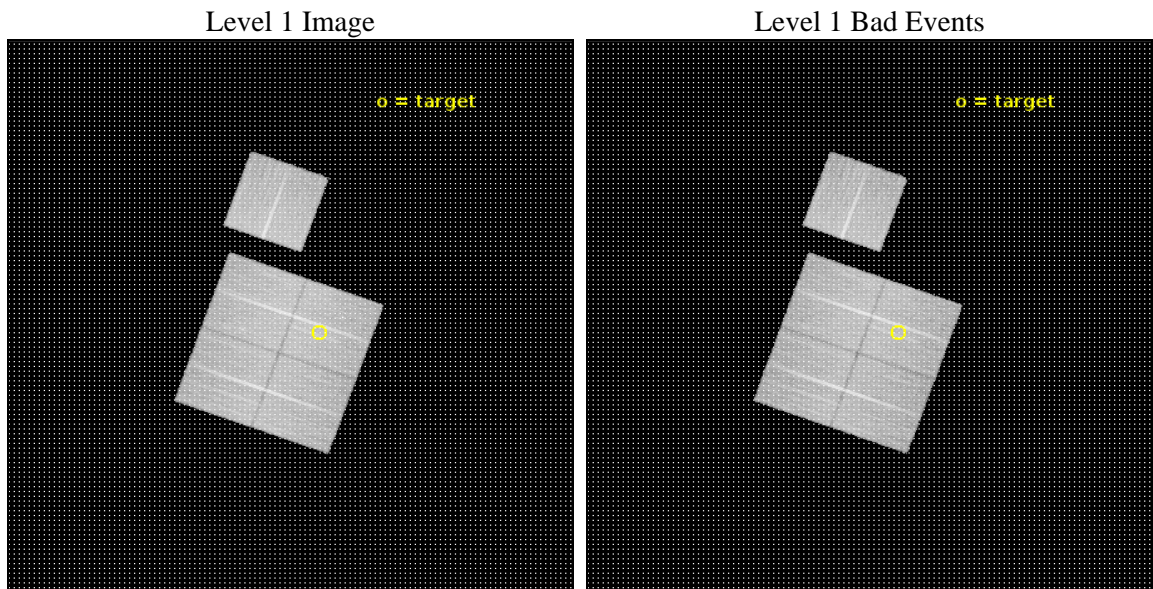 Level 1 Image
Level 1 Bad Events
o = target
o = target